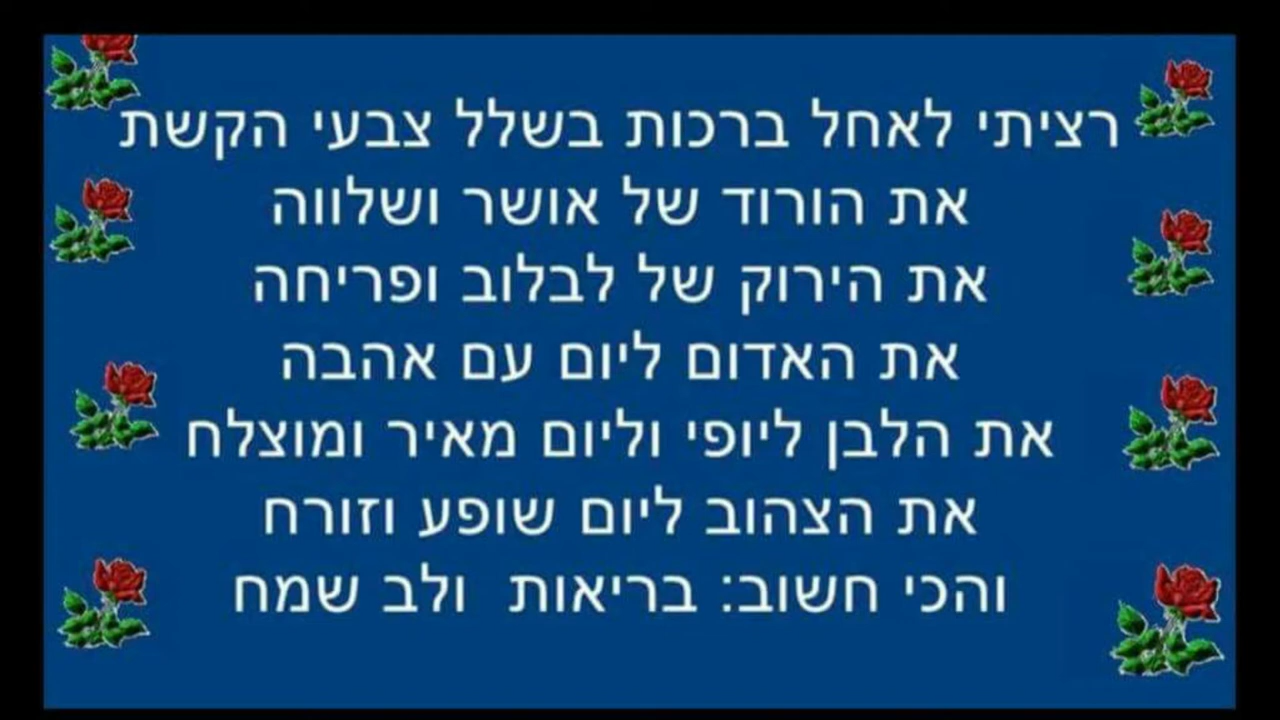 רציתי לאחל ברכות בשלל צבעי הקשת
את הורוד של אושר ושלווה
את הירוק של לבלוב ופריחה
את האדום ליום עם אהבה
את הלבן ליופי וליום מאיר ומוצלח
את הצהוב ליום שופע וזורח
והכי חשוב: בריאות  ולב שמח